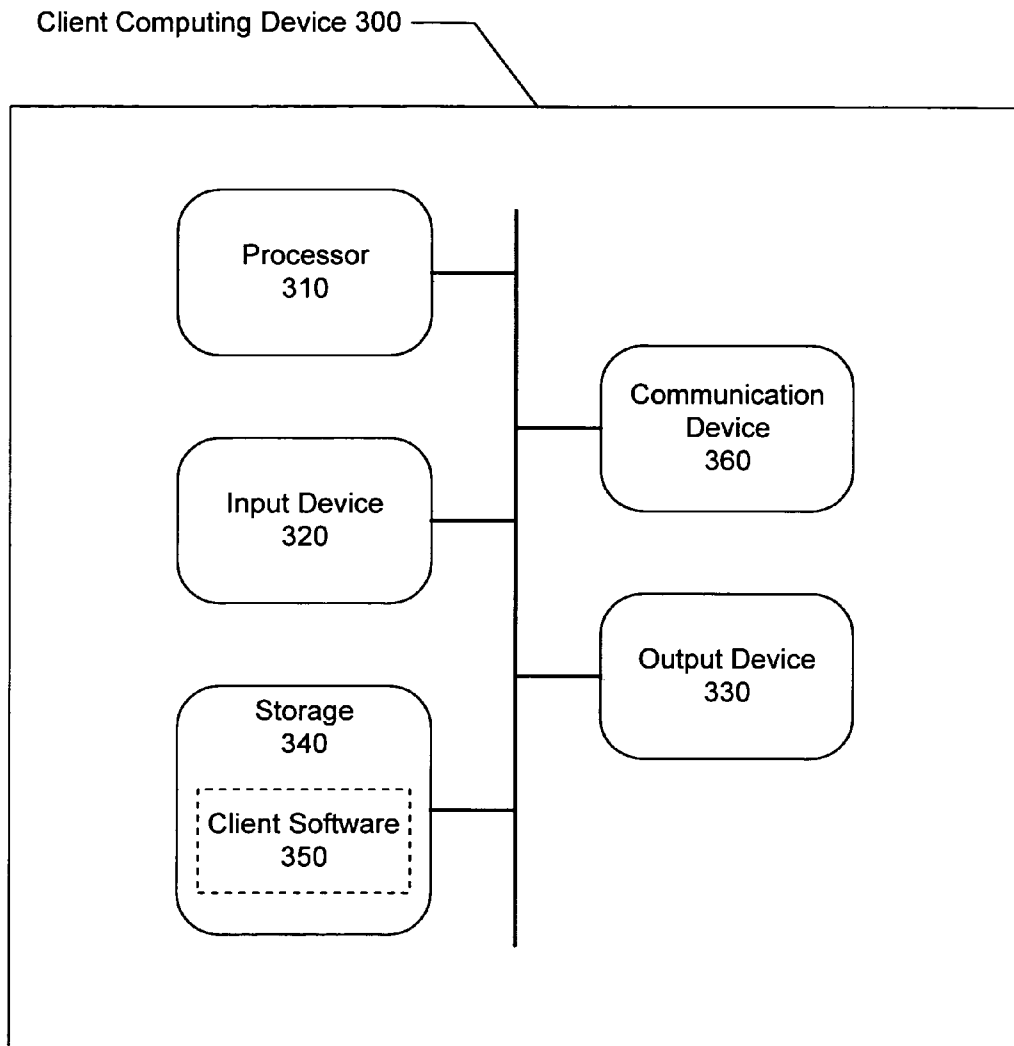 Client Computing Device 300
Processor
310
Communication
Device
360
Input Device
320
Output Device
330
Storage
340
Client Software
350